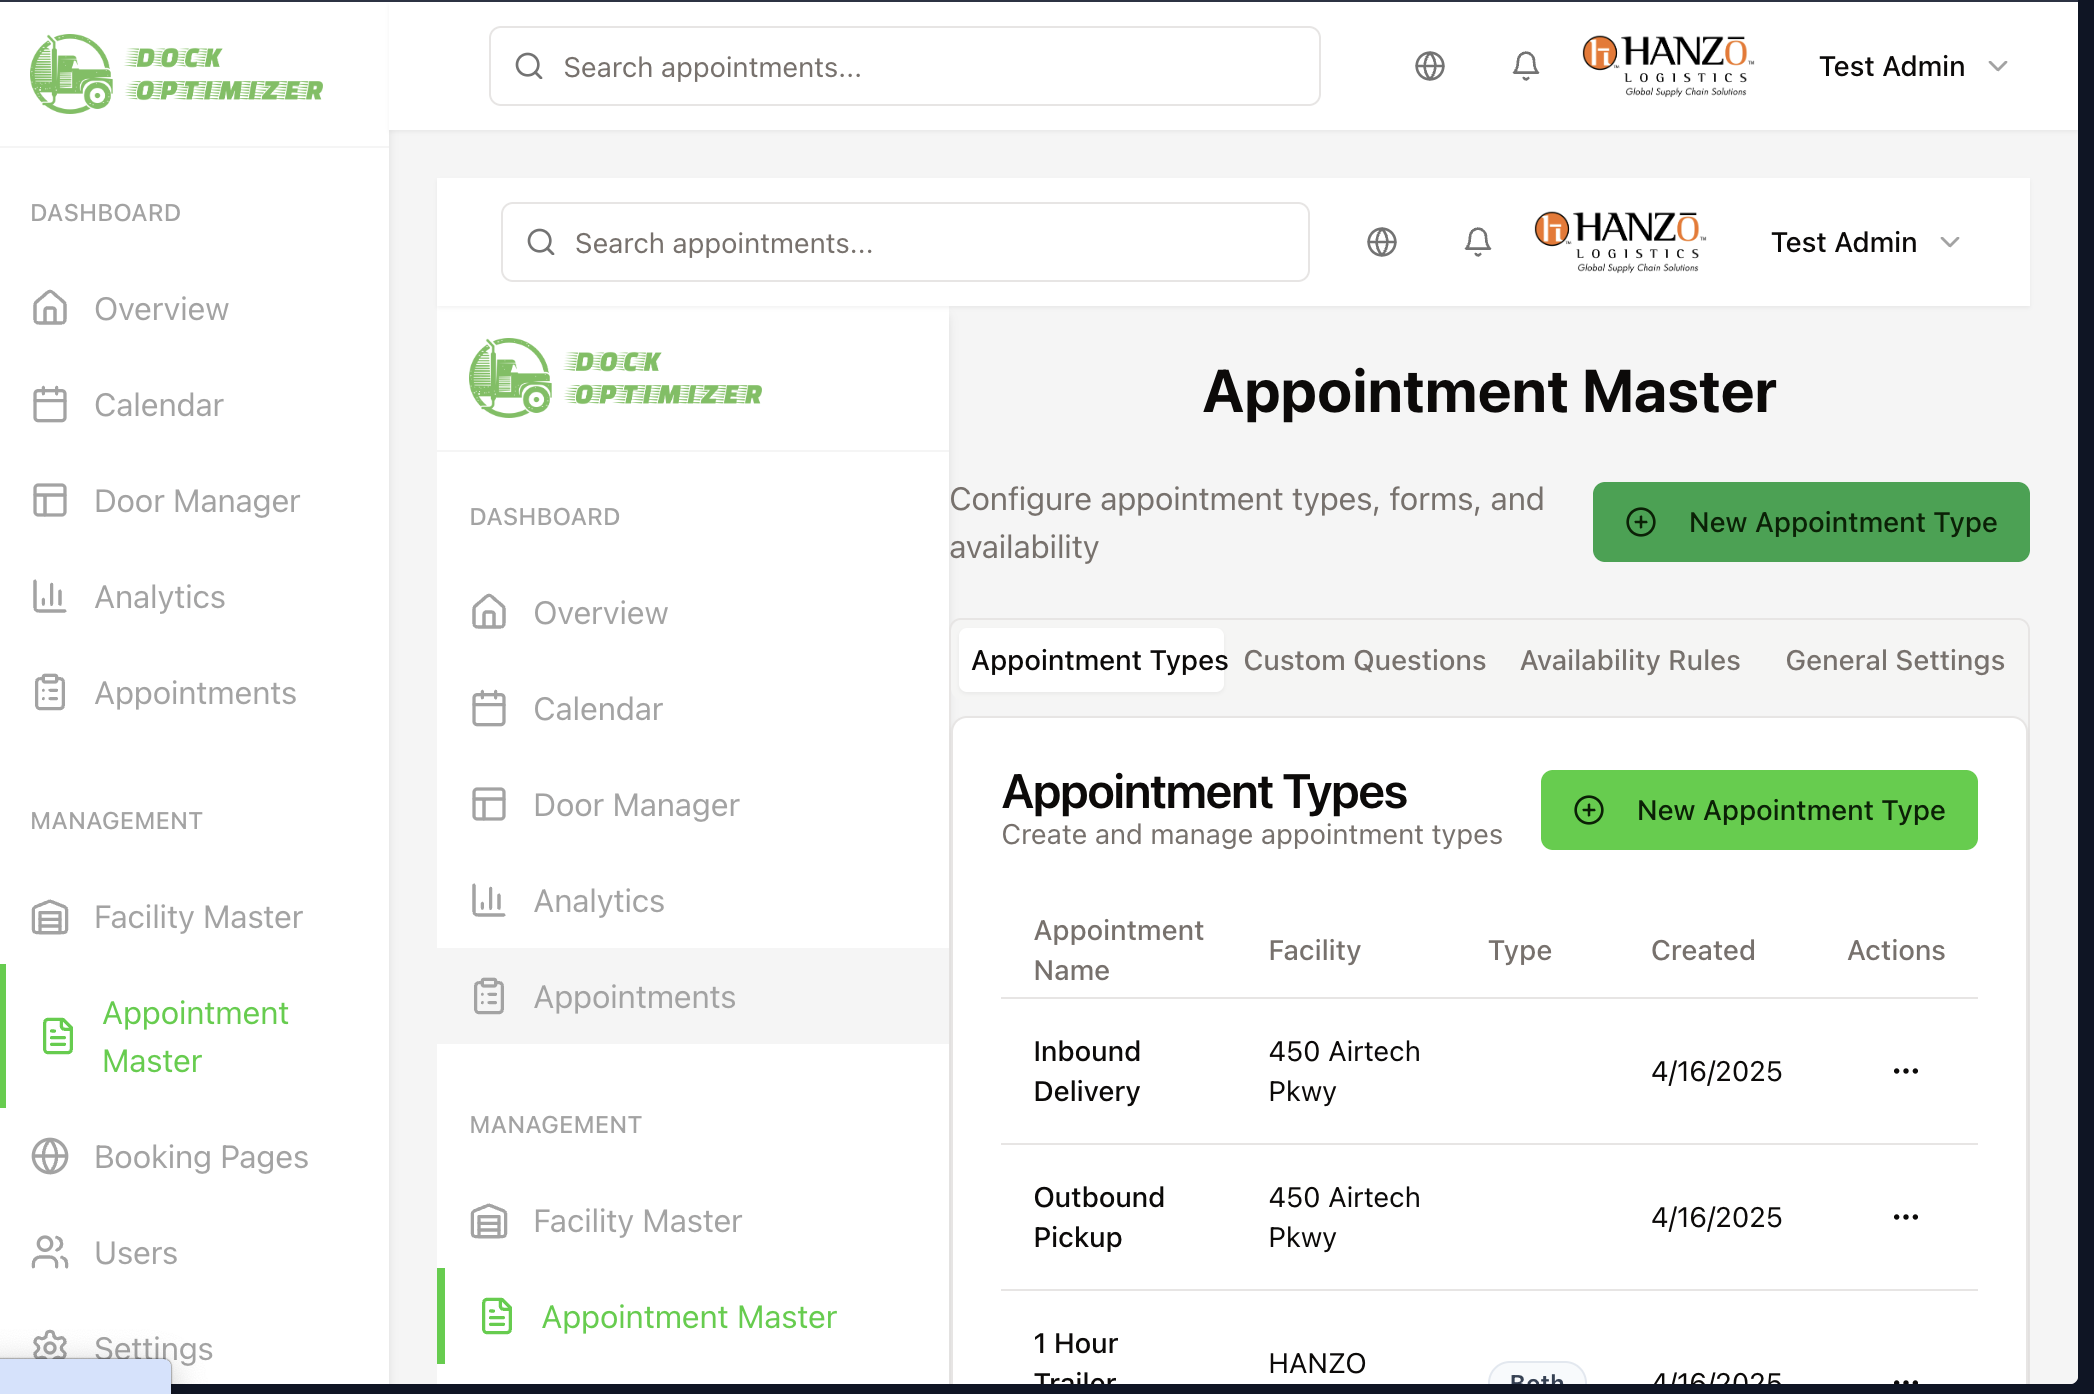 DOCK
OPTIMIZER
Search appointments...
HANZŌ
LOGISTICS
Global Supply Chain Solutions
Test Admin
DASHBOARD
Overview
Calendar
Door Manager
Analytics
Appointments
MANAGEMENT
Facility Master
Appointment
Master
Booking Pages
Users
Settings
Search appointments...
HANZŌ
LOGISTICS
Global Supply Chain Solutions
Test Admin
DOCK
OPTIMIZER
DASHBOARD
Overview
Calendar
Door Manager
Analytics
Appointments
MANAGEMENT
Facility Master
Appointment Master
Appointment Master
Configure appointment types, forms, and
availability
New Appointment Type
Appointment Types Custom Questions Availability Rules General Settings
Appointment Types
Create and manage appointment types
New Appointment Type
Appointment
Name
Facility Type Created Actions
Inbound
Delivery
450 Airtech
Pkwy
4/16/2025
Outbound
Pickup
450 Airtech
Pkwy
4/16/2025
1 Hour
Trailer
HANZO
Both
4/16/2025